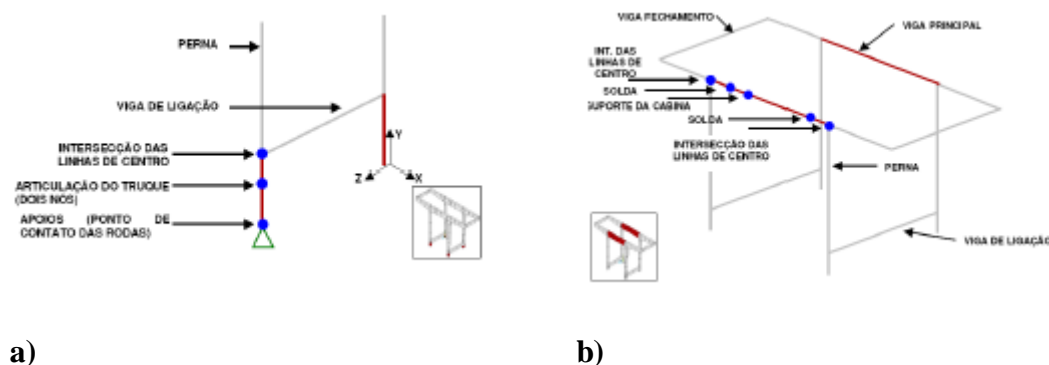 PERNA
VIGA DE LIGAÇÃO
INTERSECÇÃO DAS
LINHAS DE CENTRO
ARTICULAÇÃO DO TRUQUE
(DOIS NÓS)
APOIOS (PONTO DE
CONTATO DAS RODAS)
Y
Z
X
a)
VIGA FECHAMENTO
VIGA PRINCIPAL
INT. DAS
LINHAS DE
CENTRO
SOLDA
SUPORTE DA CABINA
SOLDA
INTERSECÇÃO DAS
LINHAS DE CENTRO
PERNA
VIGA DE LIGAÇÃO
b)